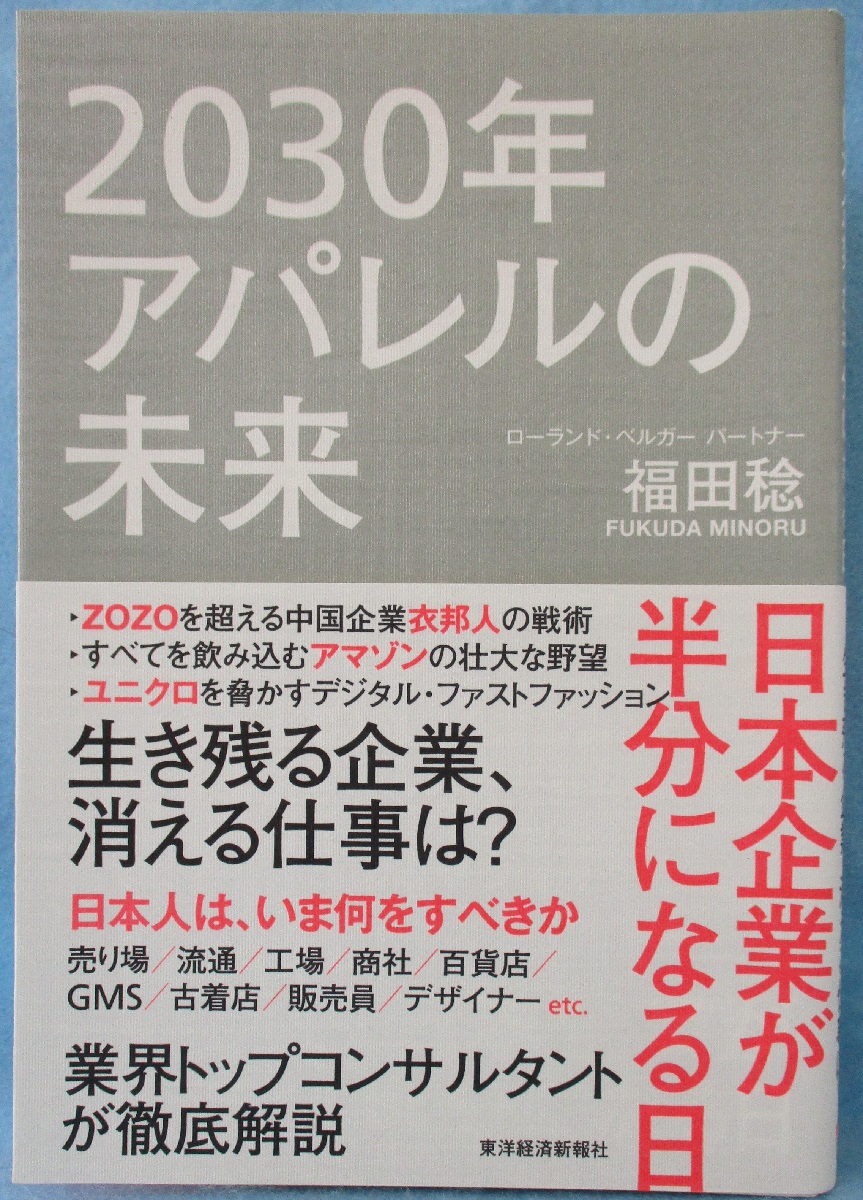 2030年
アパレルの
未来
ローランド・ベルガー パートナー
福田稔
FUKUDA MINORU
日本企業が
半分になる日
▸ZOZOを超える中国企業衣邦人の戦術
▸すべてを飲み込むアマゾンの壮大な野望
▸ユニクロを脅かすデジタル・ファストファッション
生き残る企業、
消える仕事は?
日本人は、いま何をすべきか
売り場/流通/工場/商社/百貨店/
GMS/古着店/販売員/デザイナー etc.
業界トップコンサルタント
が徹底解説
東洋経済新報社